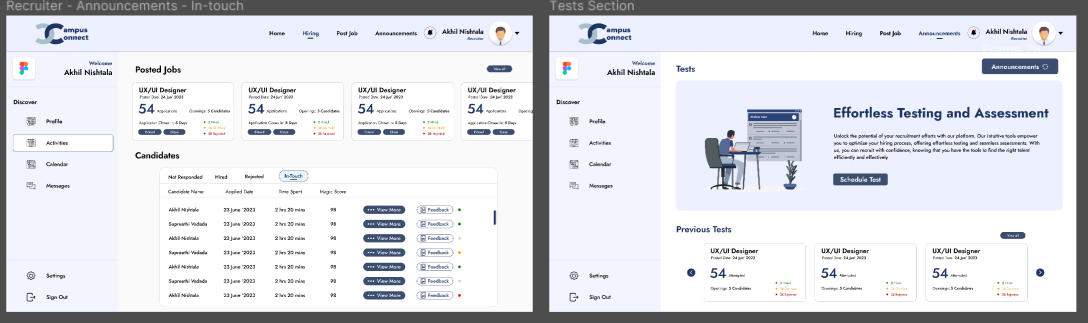 Recruiter - Announcements - In-touch
ampus
onnect
Home Hiring Post Job Announcements
Akhil Nishtala
Recruiter
Welcome
Akhil Nishtala
Discover
Profile
Activities
Calendar
Messages
Settings
Sign Out
Posted Jobs
View all
UX/UI Designer
Posted Date: 24 Jun' 2023
54 Applications Openings: 5 Candidates
Application Closes in: 8 Days
UX/UI Designer
Posted Date: 24 Jun' 2023
54 Applications Openings: 5 Candidates
Application Closes in: 8 Days
UX/UI Designer
Posted Date: 24 Jun' 2023
54 Applications Openings: 5 Candidates
Application Closes in: 8 Days
UX/UI Designer
Posted Date: 24 Jun' 2023
54 Applications
Application Closes in: 8 Days
Candidates
Not Responded Hired Rejected In-Touch
Candidate Name Applied Date Time Spent Magic Score
Akhil Nishtala 23 June '2023 2 hrs 20 mins 98 View More Feedback
Supreethi Vadada 23 June '2023 2 hrs 20 mins 98 View More Feedback
Akhil Nishtala 23 June '2023 2 hrs 20 mins 98 View More Feedback
Supreethi Vadada 23 June '2023 2 hrs 20 mins 98 View More Feedback
Akhil Nishtala 23 June '2023 2 hrs 20 mins 98 View More Feedback
Supreethi Vadada 23 June '2023 2 hrs 20 mins 98 View More Feedback
Akhil Nishtala 23 June '2023 2 hrs 20 mins 98 View More Feedback
Tests Section
ampus
onnect
Home Hiring Post Job Announcements
Akhil Nishtala
Recruiter
Welcome
Akhil Nishtala
Discover
Profile
Activities
Calendar
Messages
Settings
Sign Out
Tests
Announcements
Effortless Testing and Assessment
Unlock the potential of your recruitment efforts with our platform. Our intuitive tools empower
you to optimize your hiring process, offering effortless testing and seamless assessments. With
us, you can recruit with confidence, knowing that you have the tools to find the right talent
efficiently and effectively
Schedule Test
Previous Tests
View all
UX/UI Designer
Posted Date: 24 Jun' 2023
54 Attempted
Openings: 5 Candidates
UX/UI Designer
Posted Date: 24 Jun' 2023
54 Attempted
Openings: 5 Candidates
UX/UI Designer
Posted Date: 24 Jun' 2023
54 Attempted
Openings: 5 Candidates